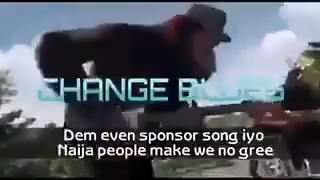 CHANGE BLUES
Dem even sponsor song iyo
Naija people make we no gree